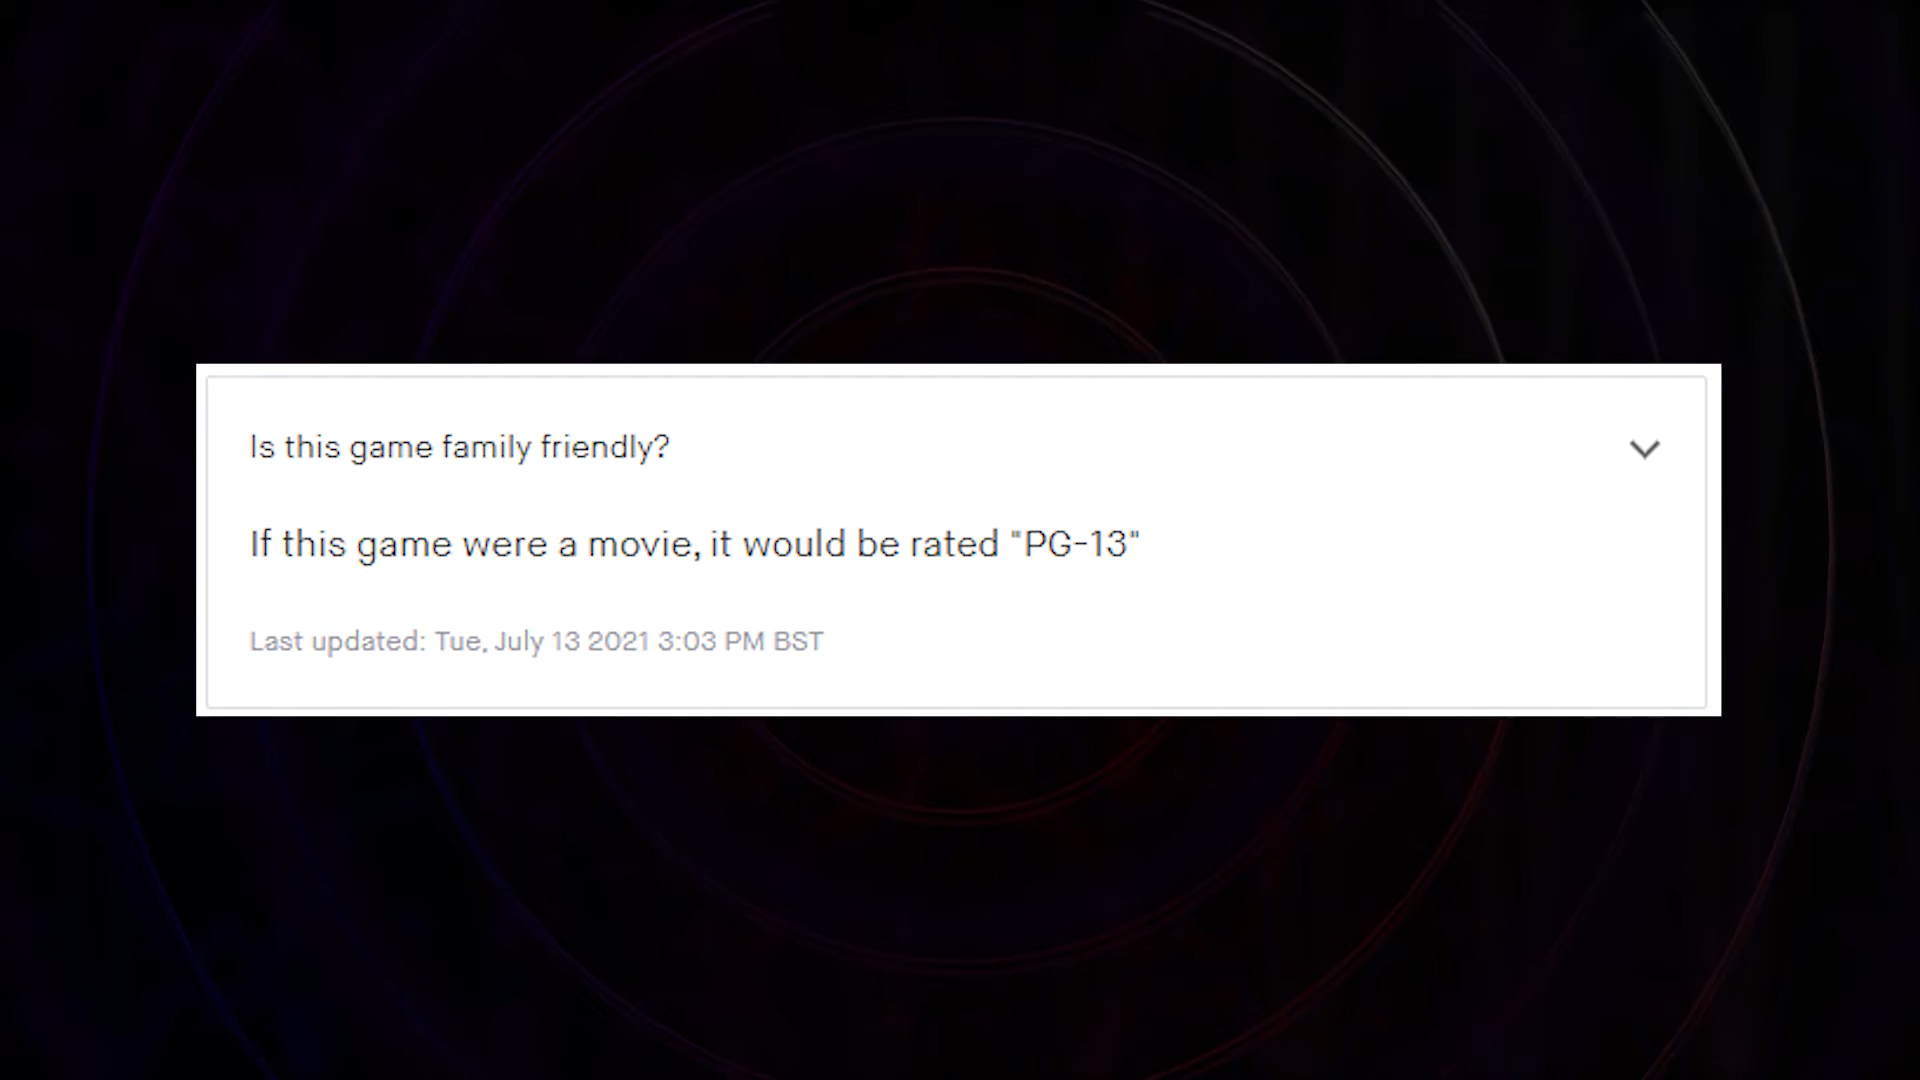 Is this game family friendly?
If this game were a movie, it would be rated "PG-13"
Last updated: Tue, July 13 2021 3:03 PM BST